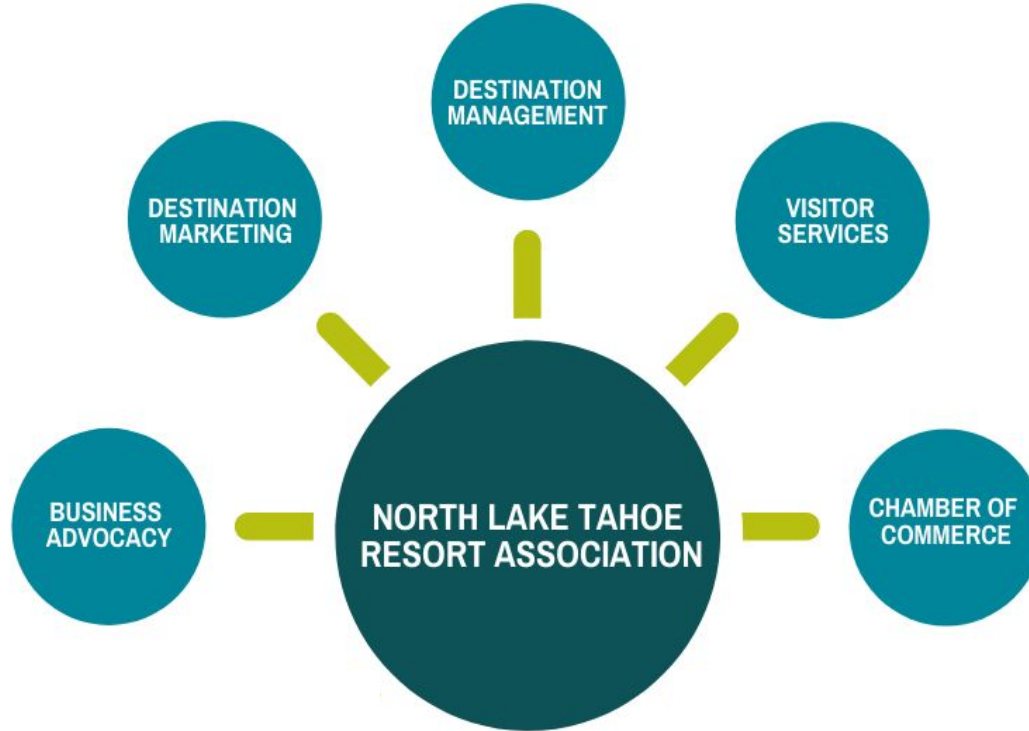 DESTINATION
MANAGEMENT
DESTINATION
MARKETING
VISITOR
SERVICES
BUSINESS
ADVOCACY
NORTH LAKE TAHOE
RESORT ASSOCIATION
CHAMBER OF
COMMERCE